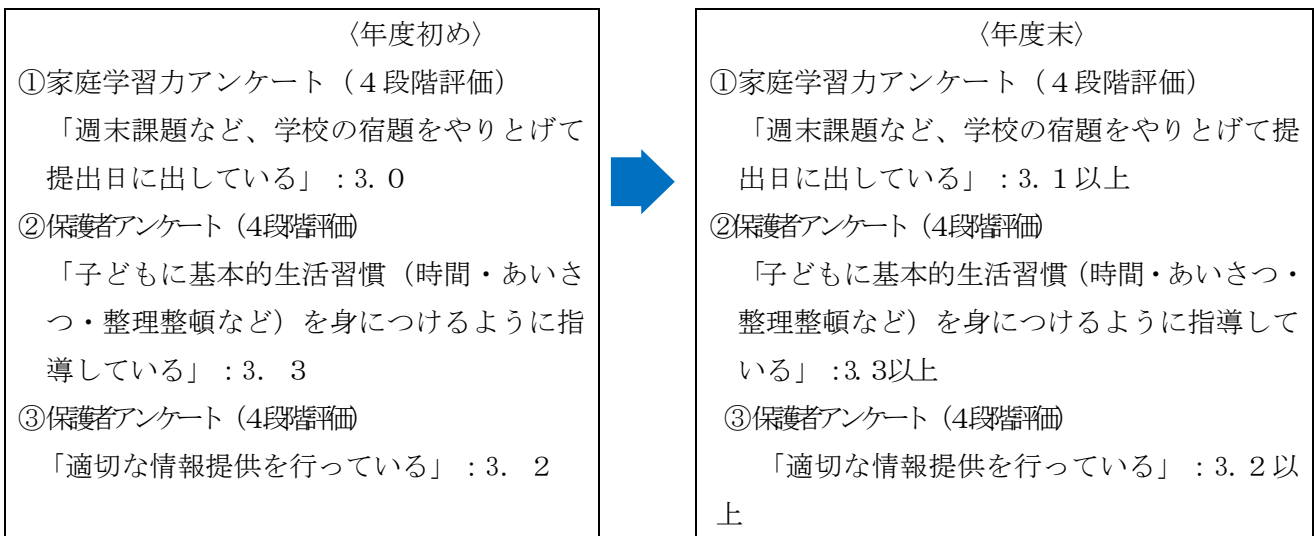 〈年度初め〉
①家庭学習力アンケート（４段階評価）
「週末課題など、学校の宿題をやりとげて
提出日に出している」：3．0
②保護者アンケート（4段階評価）
「子どもに基本的生活習慣（時間・あいさ
つ・整理整頓など）を身につけるように指
導している」：3．３
③保護者アンケート（4段階評価）
「適切な情報提供を行っている」：3．２
〈年度末〉
①家庭学習力アンケート（４段階評価）
「週末課題など、学校の宿題をやりとげて提
出日に出している」：3．１以上
②保護者アンケート（4段階評価）
「子どもに基本的生活習慣（時間・あいさつ・
整理整頓など）を身につけるように指導して
いる」：3．3以上
③保護者アンケート（4段階評価）
「適切な情報提供を行っている」：3．２以
上